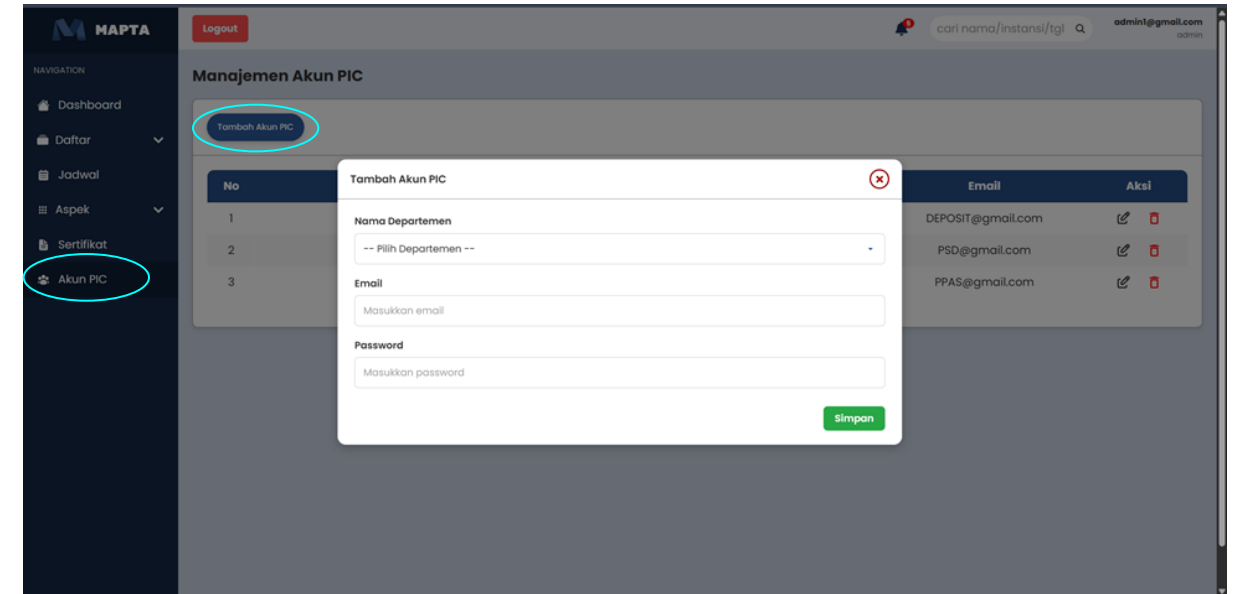 MAPTA
Logout
cari nama/instansi/tgl
admin1@gmail.com
admin
NAVIGATION
Dashboard
Daftar
Jadwal
Aspek
Sertifikat
Akun PIC
Manajemen Akun PIC
Tambah Akun PIC
No Email Aksi
1 DEPOSIT@gmail.com
2 PSD@gmail.com
3 PPAS@gmail.com
Tambah Akun PIC
Nama Departemen
-- Pilih Departemen --
Email
Masukkan email
Password
Masukkan password
Simpan